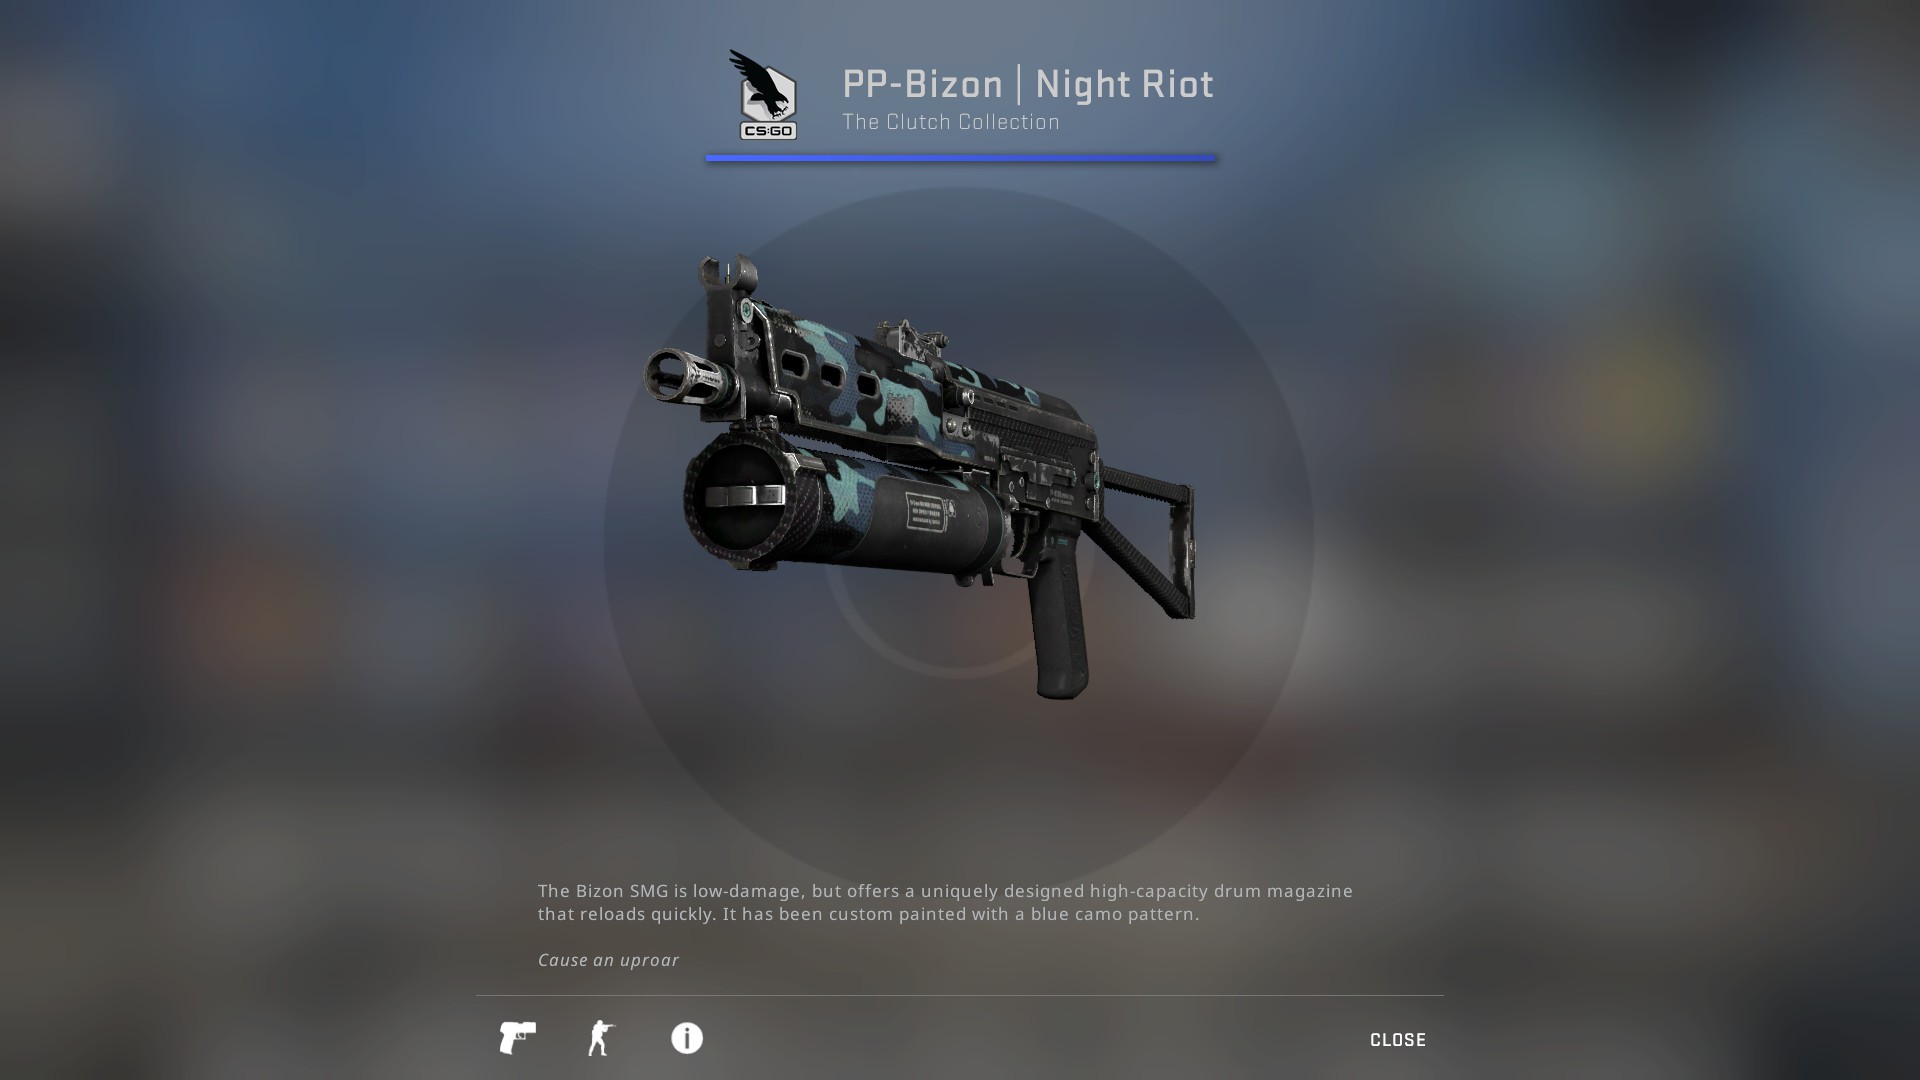 PP-Bizon | Night Riot
The Clutch Collection
CS:GO
The Bizon SMG is low-damage, but offers a uniquely designed high-capacity drum magazine
that reloads quickly. It has been custom painted with a blue camo pattern.
Cause an uproar
CLOSE